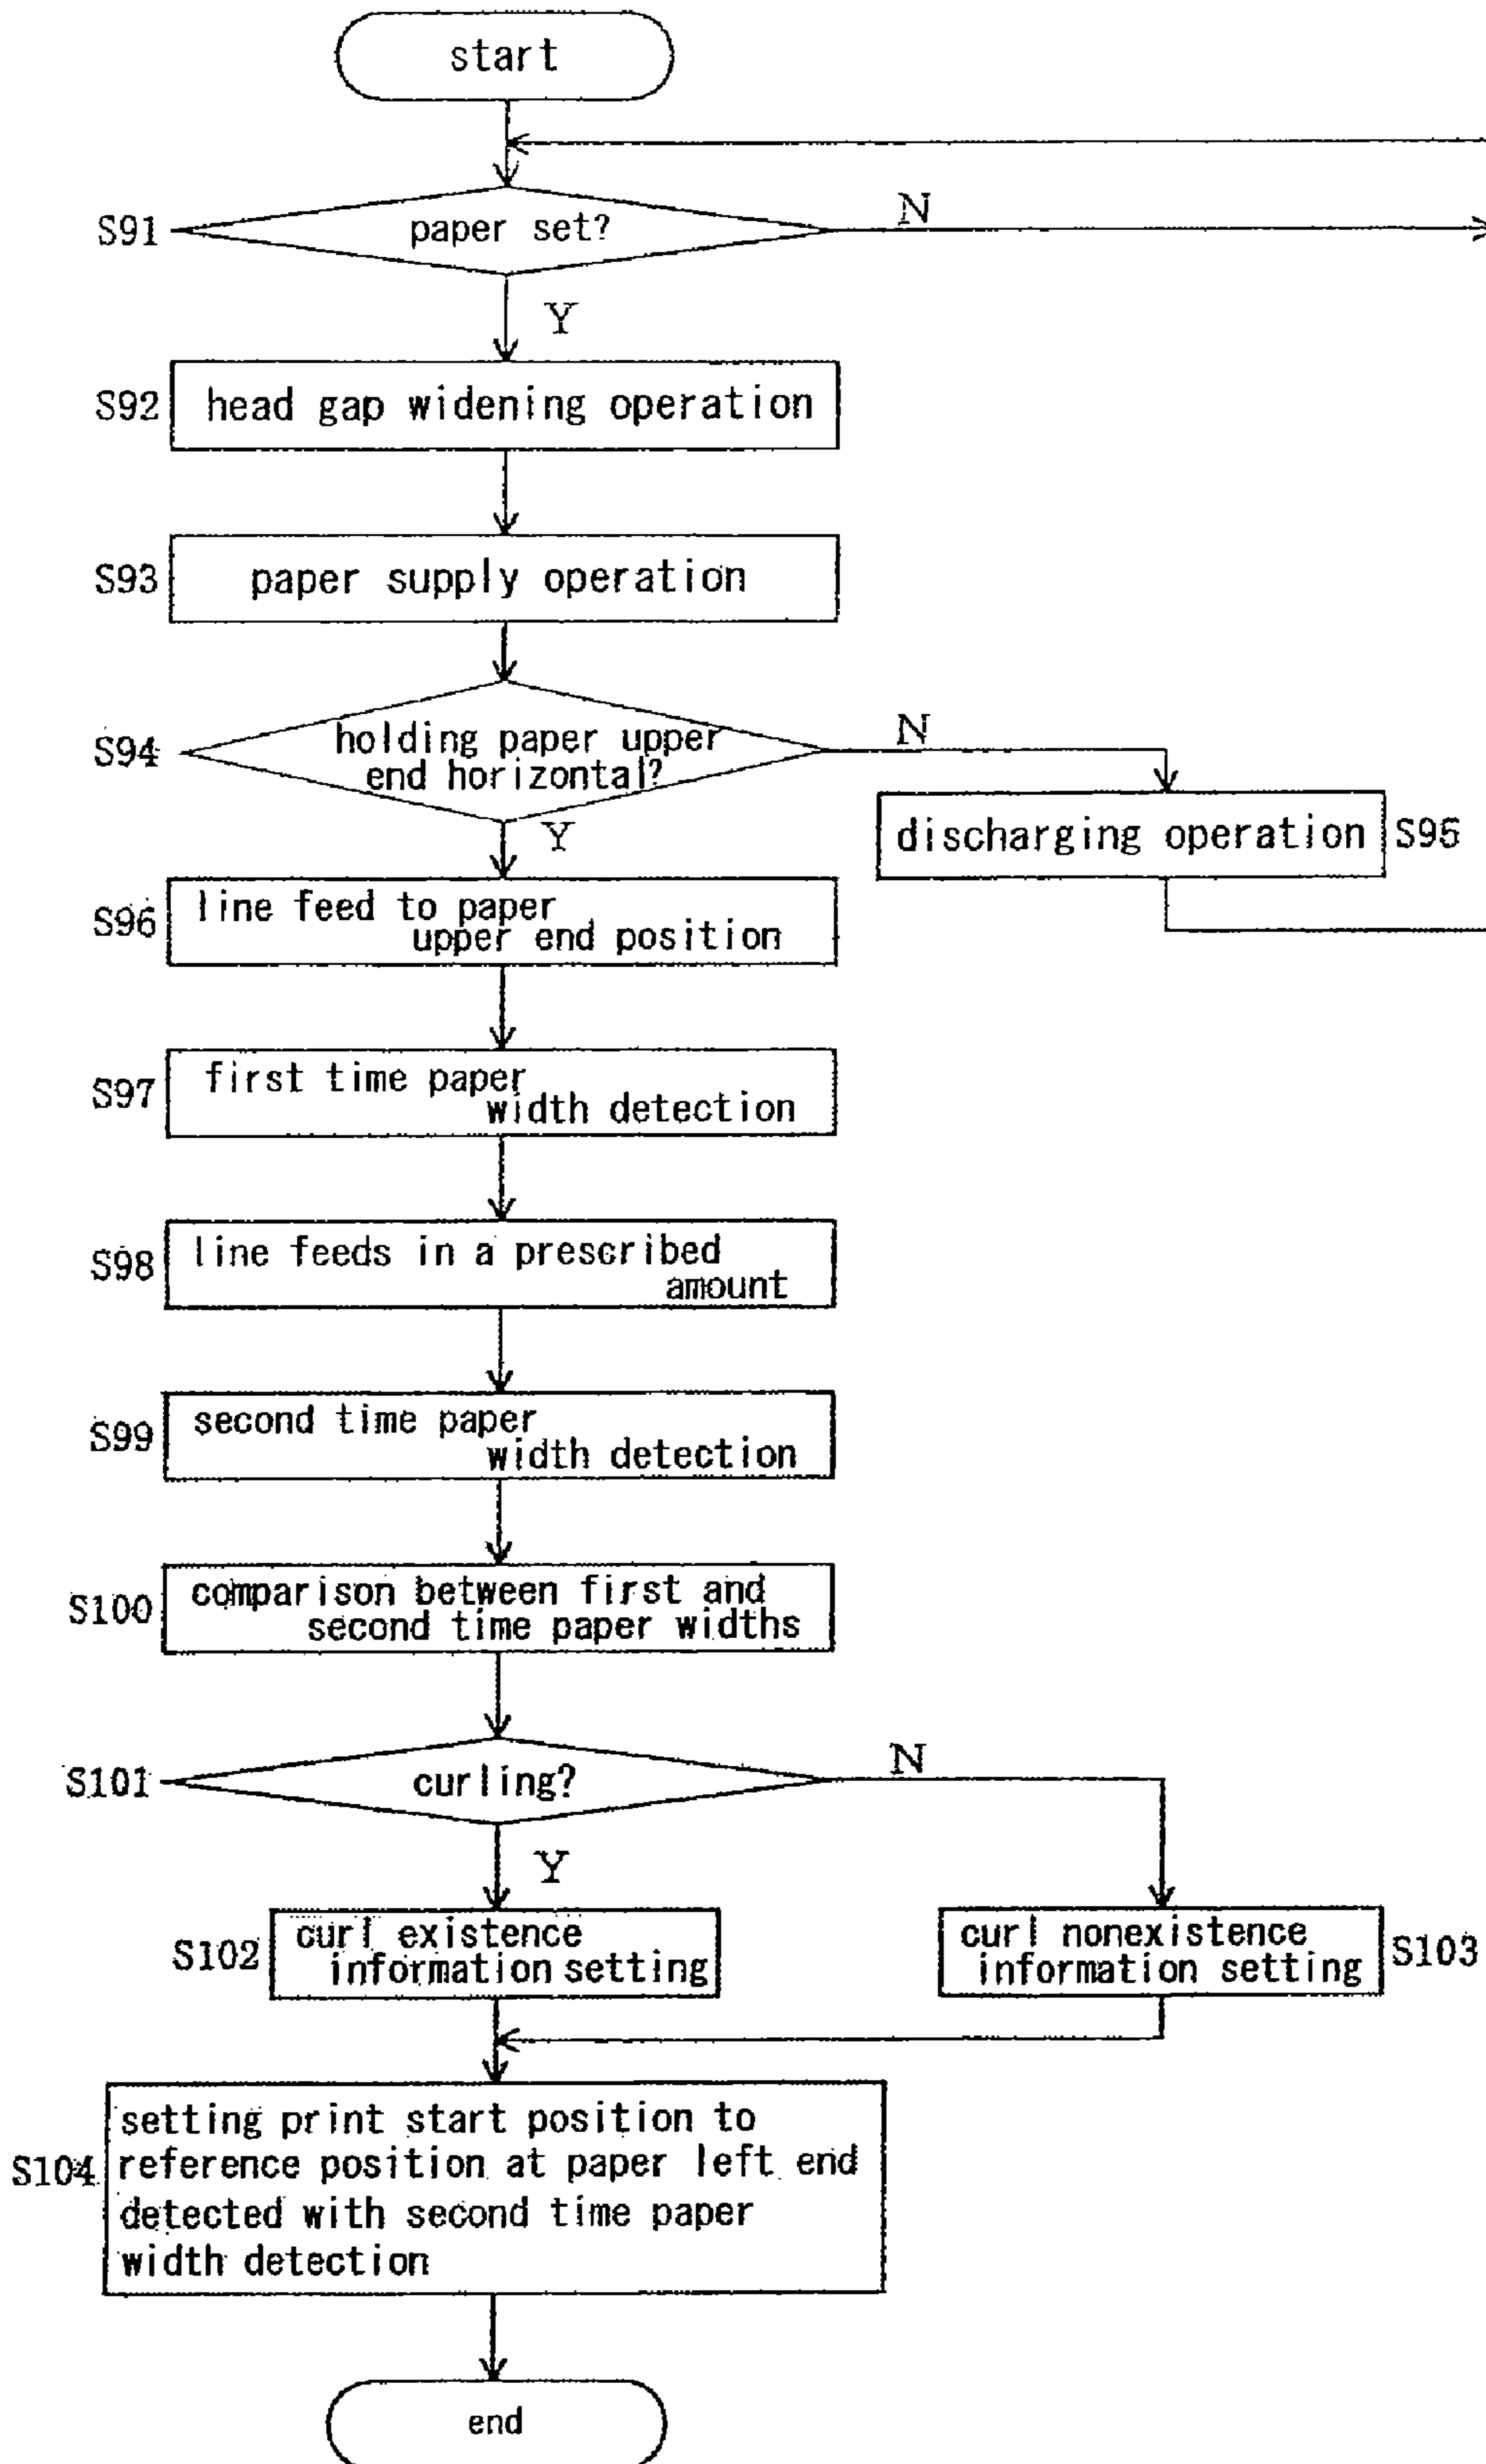 start
S91 paper set? N
Y
S92 head gap widening operation
S93 paper supply operation
S94 holding paper upper N
end horizontal?
Y
discharging operation S95
S96 line feed to paper
upper end position
S97 first time paper
width detection
S98 line feeds in a prescribed
amount
S99 second time paper
width detection
S100 comparison between first and
second time paper widths
S101 curling? N
Y
S102 curl existence
information setting
curl nonexistence
information setting S103
setting print start position to
S104 reference position at paper left end
detected with second time paper
width detection
end